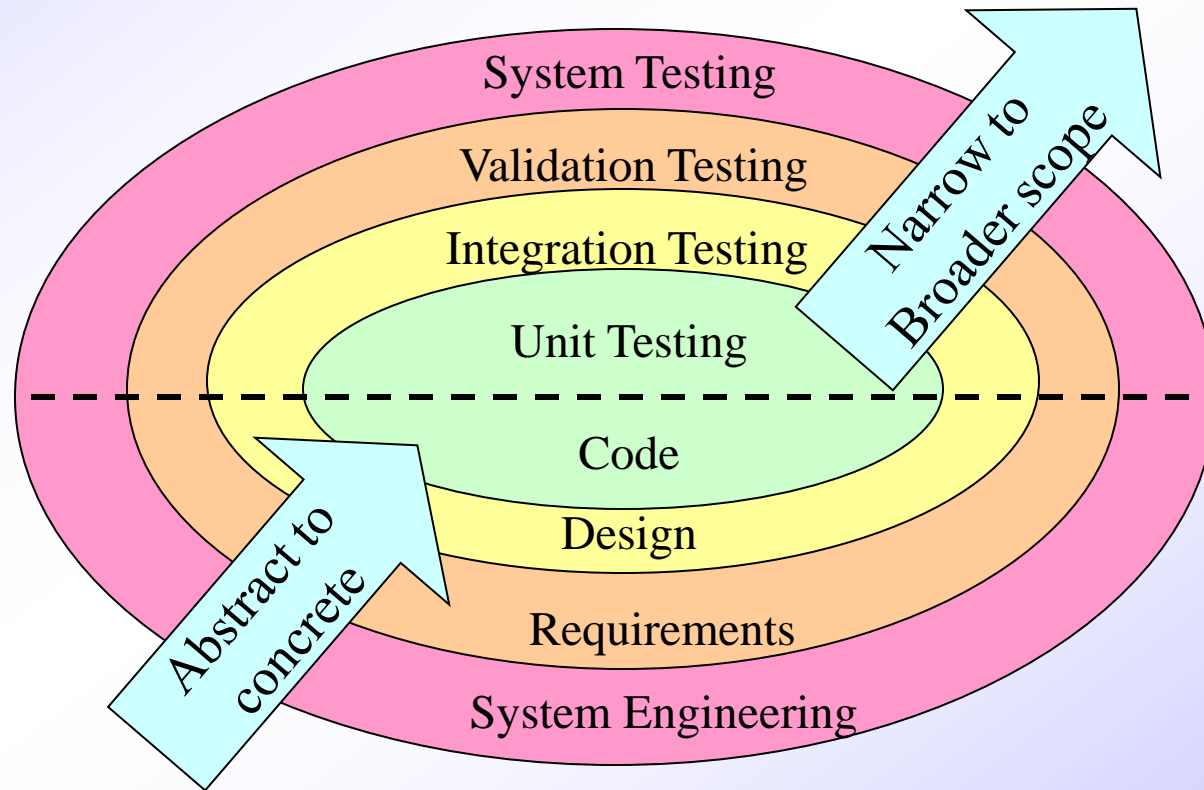 System Testing
Validation Testing
Integration Testing
Unit Testing
Narrow to
Broader scope
Code
Design
Requirements
System Engineering
Abstract to
concrete